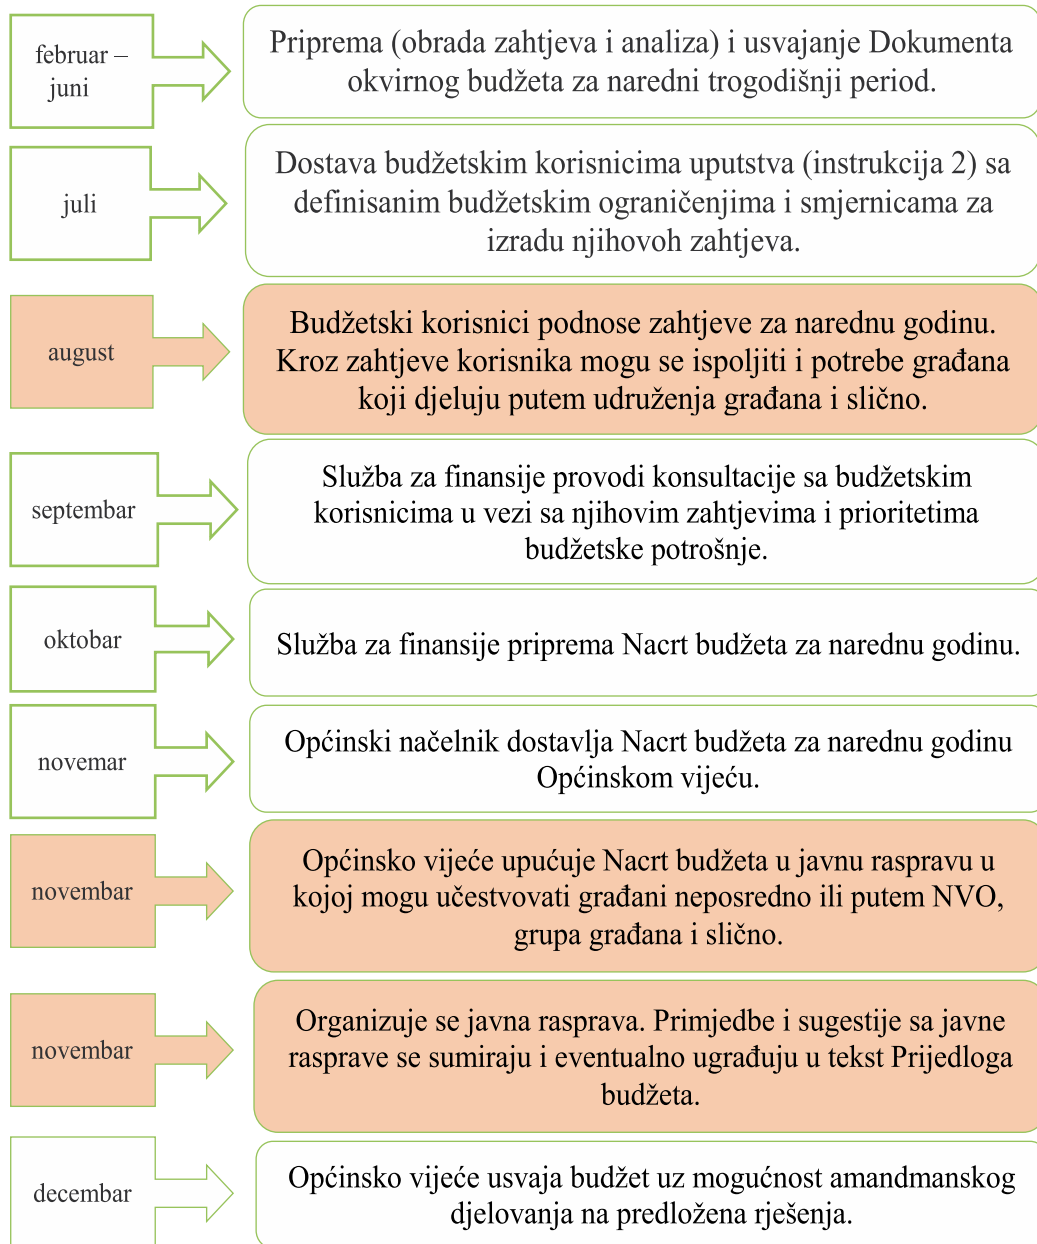 februar –
juni
Priprema (obrada zahtjeva i analiza) i usvajanje Dokumenta
okvirnog budžeta za naredni trogodišnji period.
juli
Dostava budžetskim korisnicima uputstva (instrukcija 2) sa
definisanim budžetskim ograničenjima i smjernicama za
izradu njihovoh zahtjeva.
august
Budžetski korisnici podnose zahtjeve za narednu godinu.
Kroz zahtjeve korisnika mogu se ispoljiti i potrebe građana
koji djeluju putem udruženja građana i slično.
septembar
Služba za finansije provodi konsultacije sa budžetskim
korisnicima u vezi sa njihovim zahtjevima i prioritetima
budžetske potrošnje.
oktobar
Služba za finansije priprema Nacrt budžeta za narednu godinu.
novemar
Općinski načelnik dostavlja Nacrt budžeta za narednu godinu
Općinskom vijeću.
novembar
Općinsko vijeće upućuje Nacrt budžeta u javnu raspravu u
kojoj mogu učestvovati građani neposredno ili putem NVO,
grupa građana i slično.
novembar
Organizuje se javna rasprava. Primjedbe i sugestije sa javne
rasprave se sumiraju i eventualno ugrađuju u tekst Prijedloga
budžeta.
decembar
Općinsko vijeće usvaja budžet uz mogućnost amandmanskog
djelovanja na predložena rješenja.